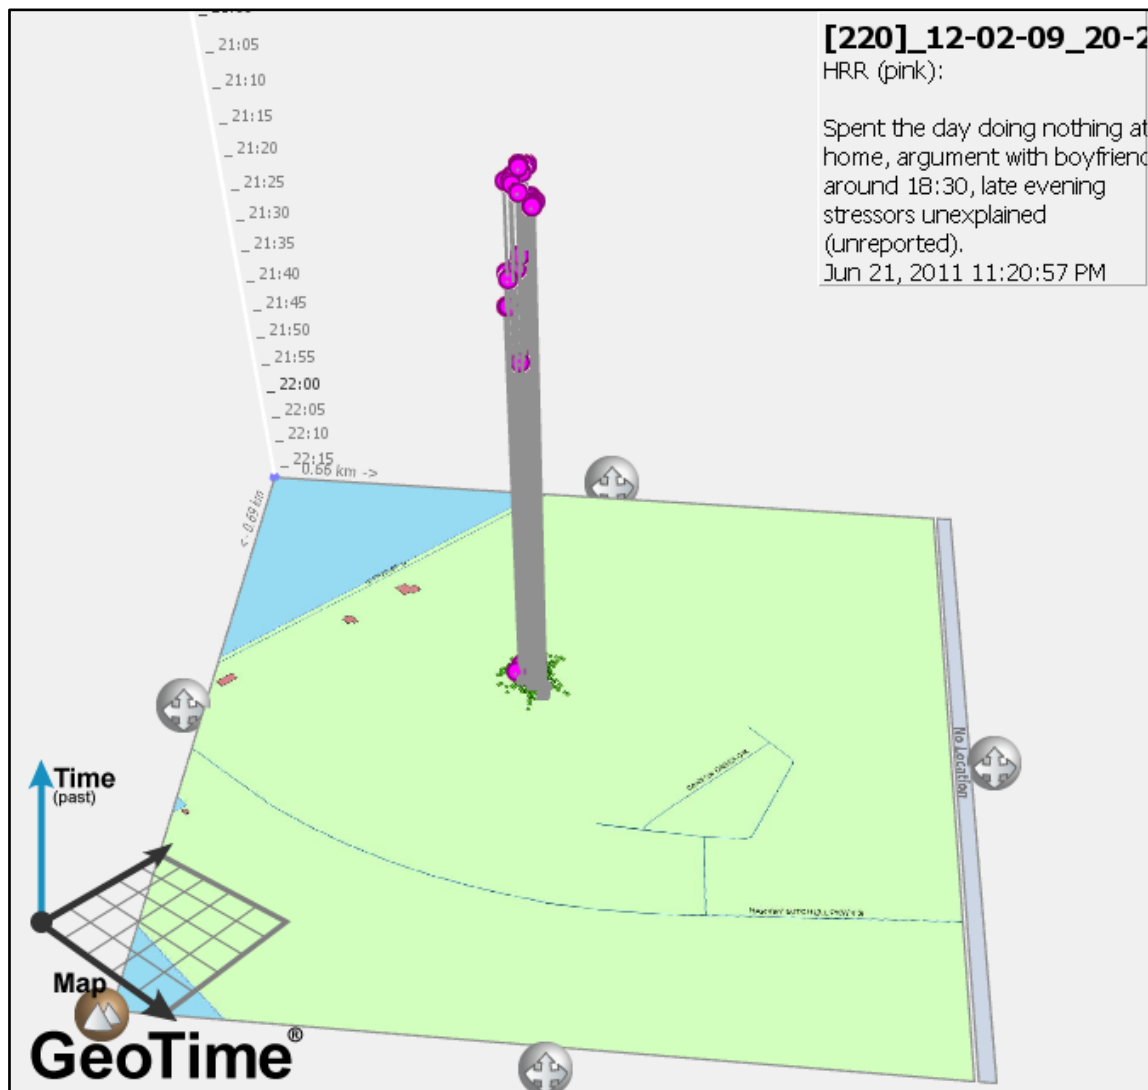 [220]_12-02-09_20-2
HRR (pink):
Spent the day doing nothing at
home, argument with boyfriend
around 18:30, late evening
stressors unexplained
(unreported).
Jun 21, 2011 11:20:57 PM
_ 21:05
_ 21:10
_ 21:15
_ 21:20
_ 21:25
_ 21:30
_ 21:35
_ 21:40
_ 21:45
_ 21:50
_ 21:55
_ 22:00
_ 22:05
_ 22:10
_ 22:15
0.66 km ->
<- 0.69 km
No Location
Time
(past)
Map
GeoTime®